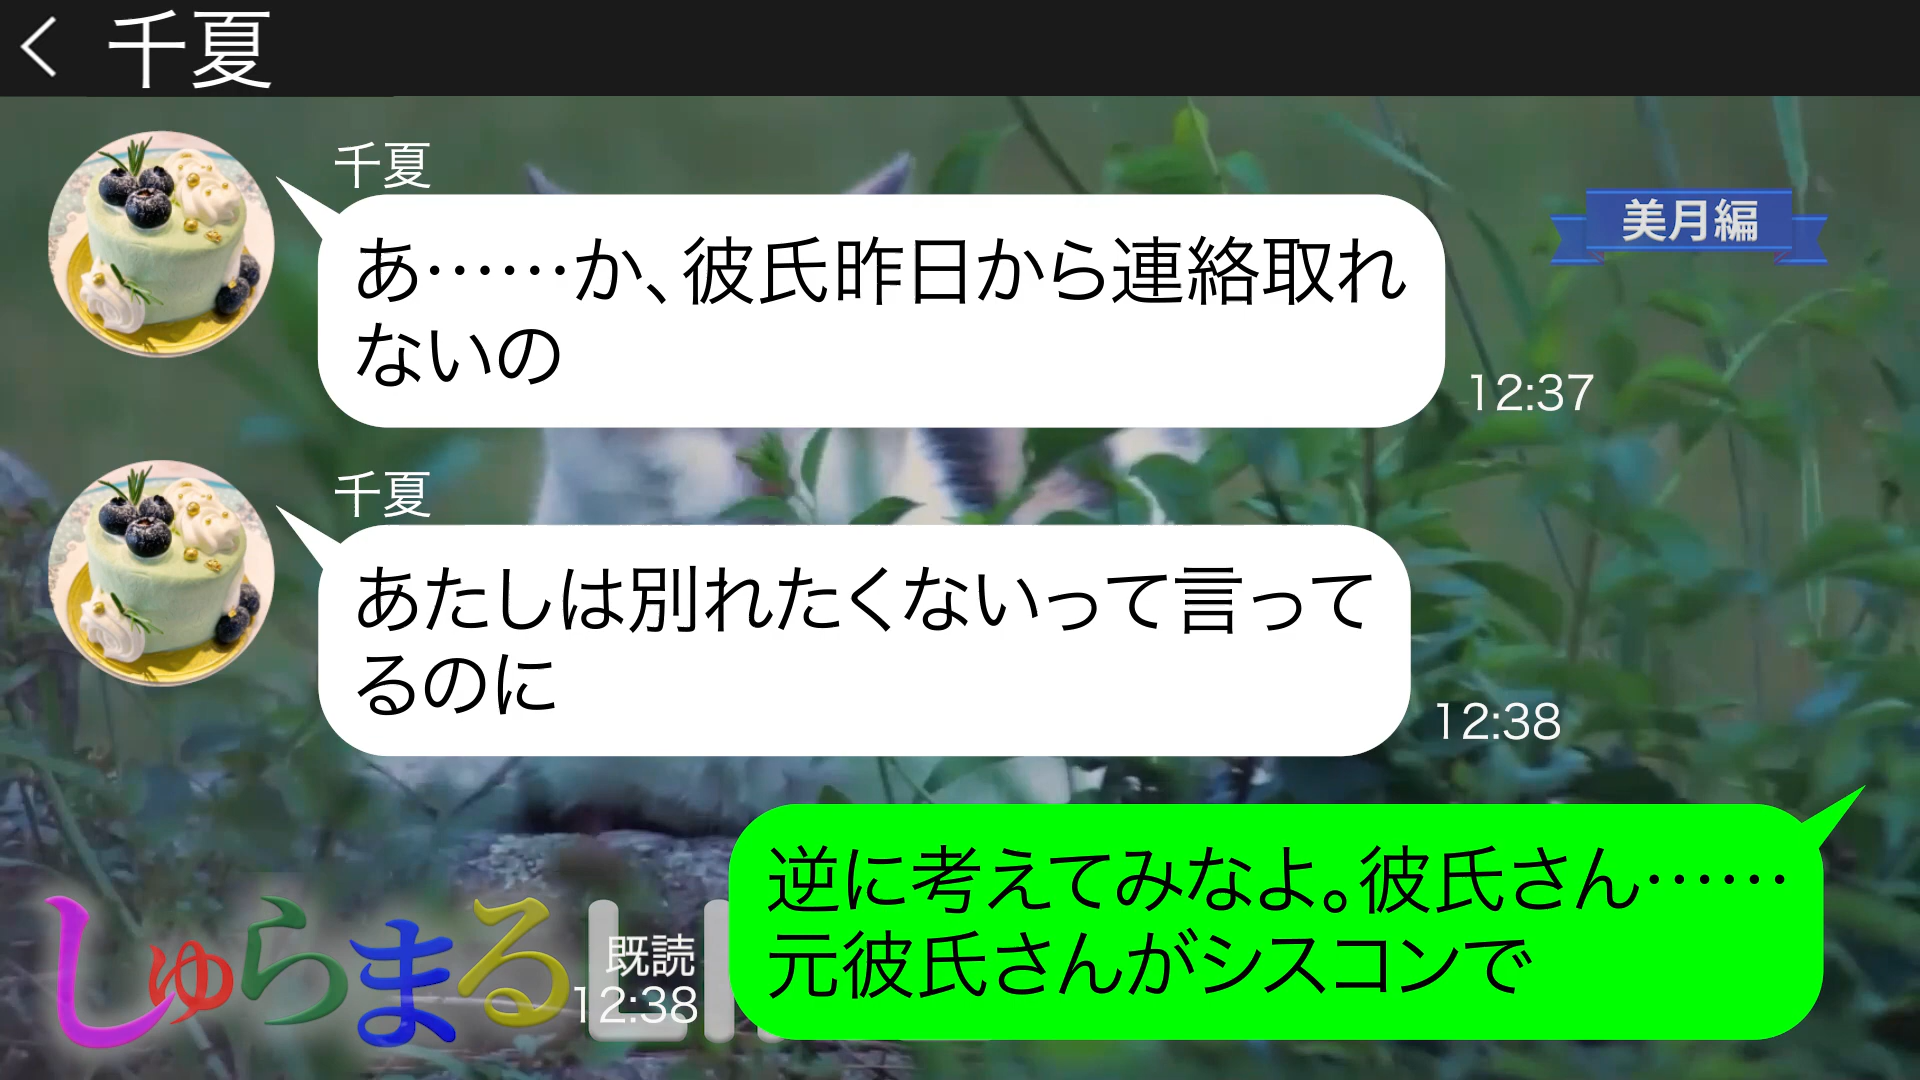 千夏
千夏
美月編
あ……か、彼氏昨日から連絡取れ
ないの
12:37
千夏
あたしは別れたくないって言って
るのに
12:38
逆に考えてみなよ。彼氏さん……
元彼氏さんがシスコンで
既読
12:38
しゅらまる